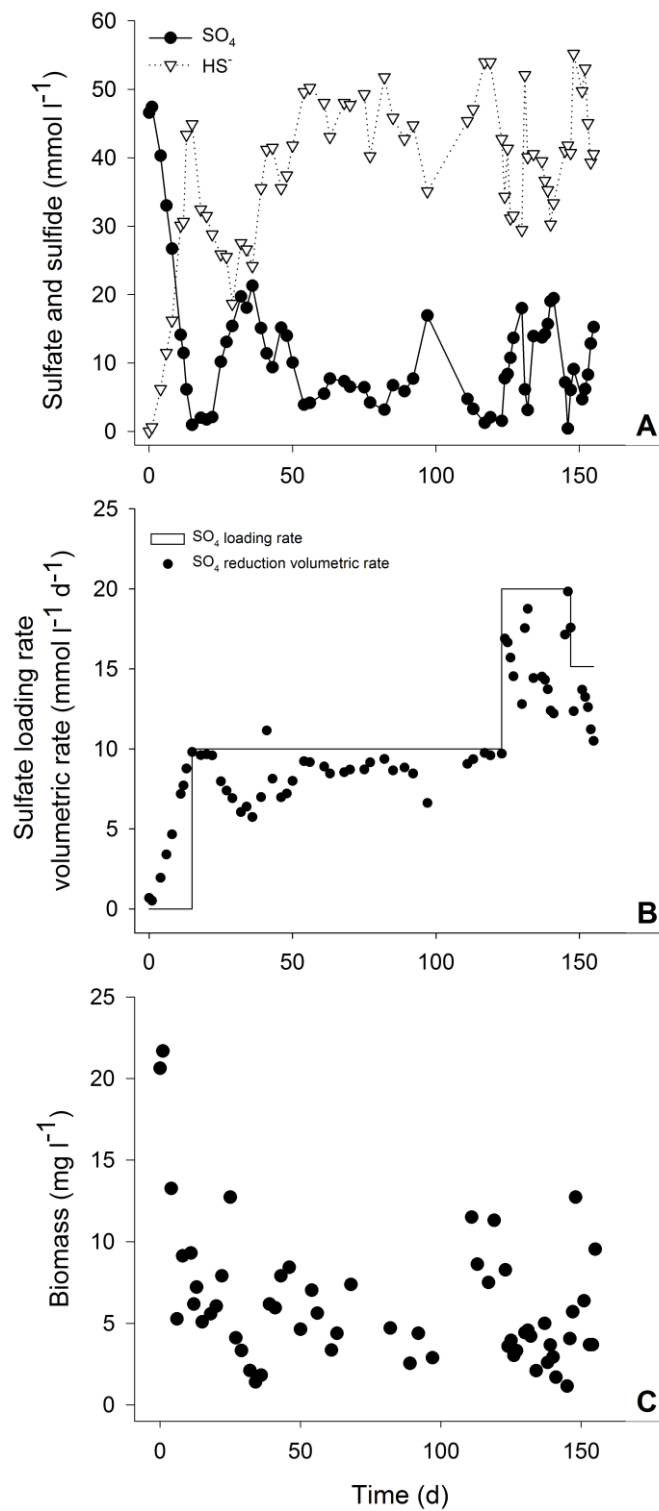 60
SO₄
HS⁻
50
40
30
20
10
0
Sulfate and sulfide (mmol l⁻¹)
0
50
100
150
A
25
SO₄ loading rate
SO₄ reduction volumetric rate
20
15
10
5
0
Sulfate loading rate
volumetric rate (mmol l⁻¹ d⁻¹)
0
50
100
150
B
25
20
15
10
5
0
Biomass (mg l⁻¹)
0
50
100
150
C
Time (d)